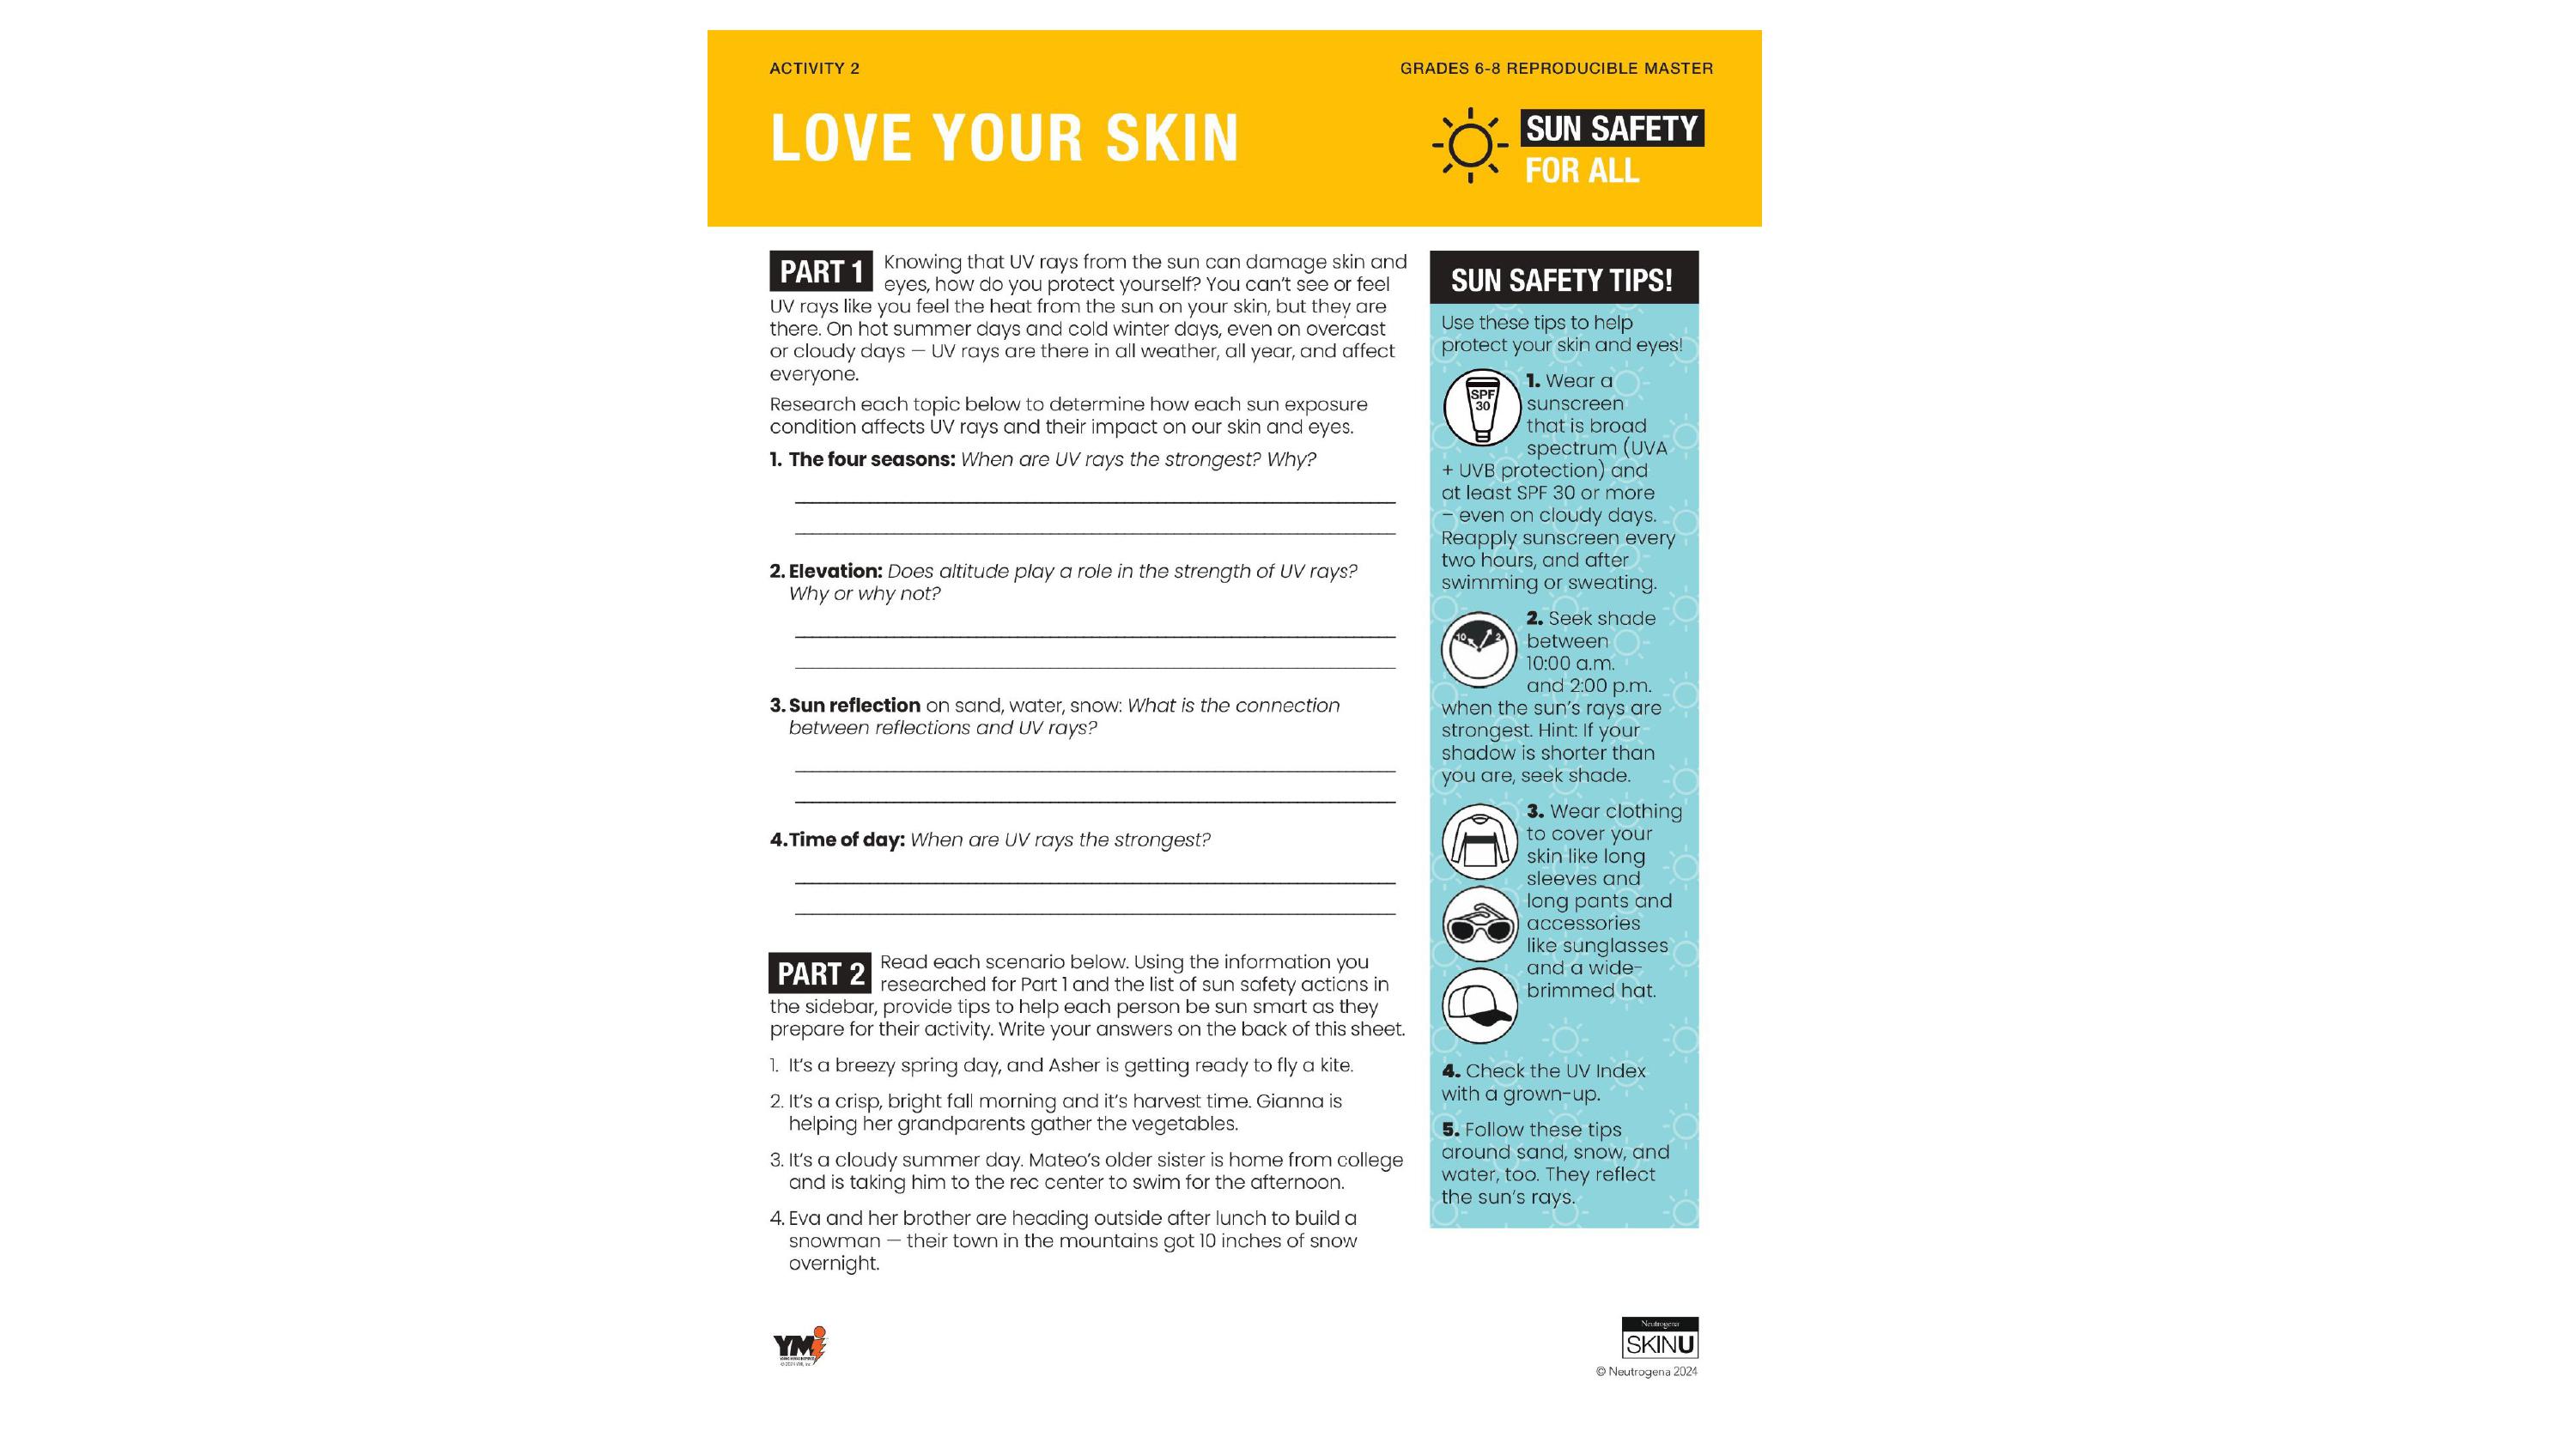 ACTIVITY 2
GRADES 6-8 REPRODUCIBLE MASTER
LOVE YOUR SKIN
SUN SAFETY
FOR ALL
PART 1 Knowing that UV rays from the sun can damage skin and
eyes, how do you protect yourself? You can't see or feel
UV rays like you feel the heat from the sun on your skin, but they are
there. On hot summer days and cold winter days, even on overcast
or cloudy days — UV rays are there in all weather, all year, and affect
everyone.
Research each topic below to determine how each sun exposure
condition affects UV rays and their impact on our skin and eyes.
1. The four seasons: When are UV rays the strongest? Why?
2. Elevation: Does altitude play a role in the strength of UV rays?
Why or why not?
3. Sun reflection on sand, water, snow: What is the connection
between reflections and UV rays?
4. Time of day: When are UV rays the strongest?
PART 2 Read each scenario below. Using the information you
researched for Part 1 and the list of sun safety actions in
the sidebar, provide tips to help each person be sun smart as they
prepare for their activity. Write your answers on the back of this sheet.
1. It's a breezy spring day, and Asher is getting ready to fly a kite.
2. It's a crisp, bright fall morning and it's harvest time. Gianna is
helping her grandparents gather the vegetables.
3. It's a cloudy summer day. Mateo's older sister is home from college
and is taking him to the rec center to swim for the afternoon.
4. Eva and her brother are heading outside after lunch to build a
snowman — their town in the mountains got 10 inches of snow
overnight.
SUN SAFETY TIPS!
Use these tips to help
protect your skin and eyes!
SPF
30
1. Wear a
sunscreen
that is broad
spectrum (UVA
+ UVB protection) and
at least SPF 30 or more
– even on cloudy days.
Reapply sunscreen every
two hours, and after
swimming or sweating.
10 2
2. Seek shade
between
10:00 a.m.
and 2:00 p.m.
when the sun's rays are
strongest. Hint: If your
shadow is shorter than
you are, seek shade.
3. Wear clothing
to cover your
skin like long
sleeves and
long pants and
accessories
like sunglasses
and a wide-
brimmed hat.
4. Check the UV Index
with a grown-up.
5. Follow these tips
around sand, snow, and
water, too. They reflect
the sun's rays.
YMi
Neutrogena
SKINU
© Neutrogena 2024